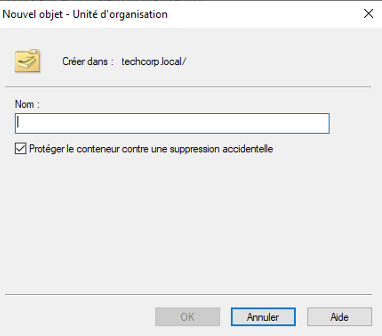 Nouvel objet - Unité d'organisation
Créer dans : techcorp.local/
Nom :
Protéger le conteneur contre une suppression accidentelle
OK Annuler Aide